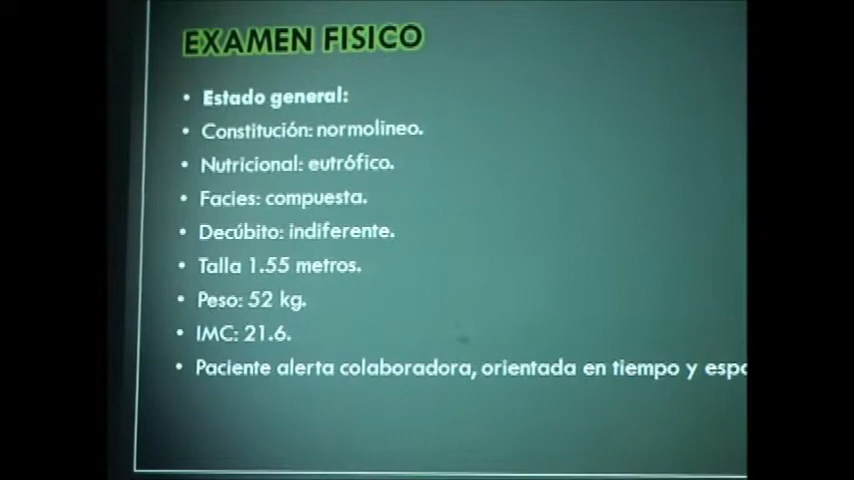 EXAMEN FISICO
• Estado general:
• Constitución: normolineo.
• Nutricional: eutrófico.
• Facies: compuesta.
• Decúbito: indiferente.
• Talla 1.55 metros.
• Peso: 52 kg.
• IMC: 21.6.
• Paciente alerta colaboradora, orientada en tiempo y